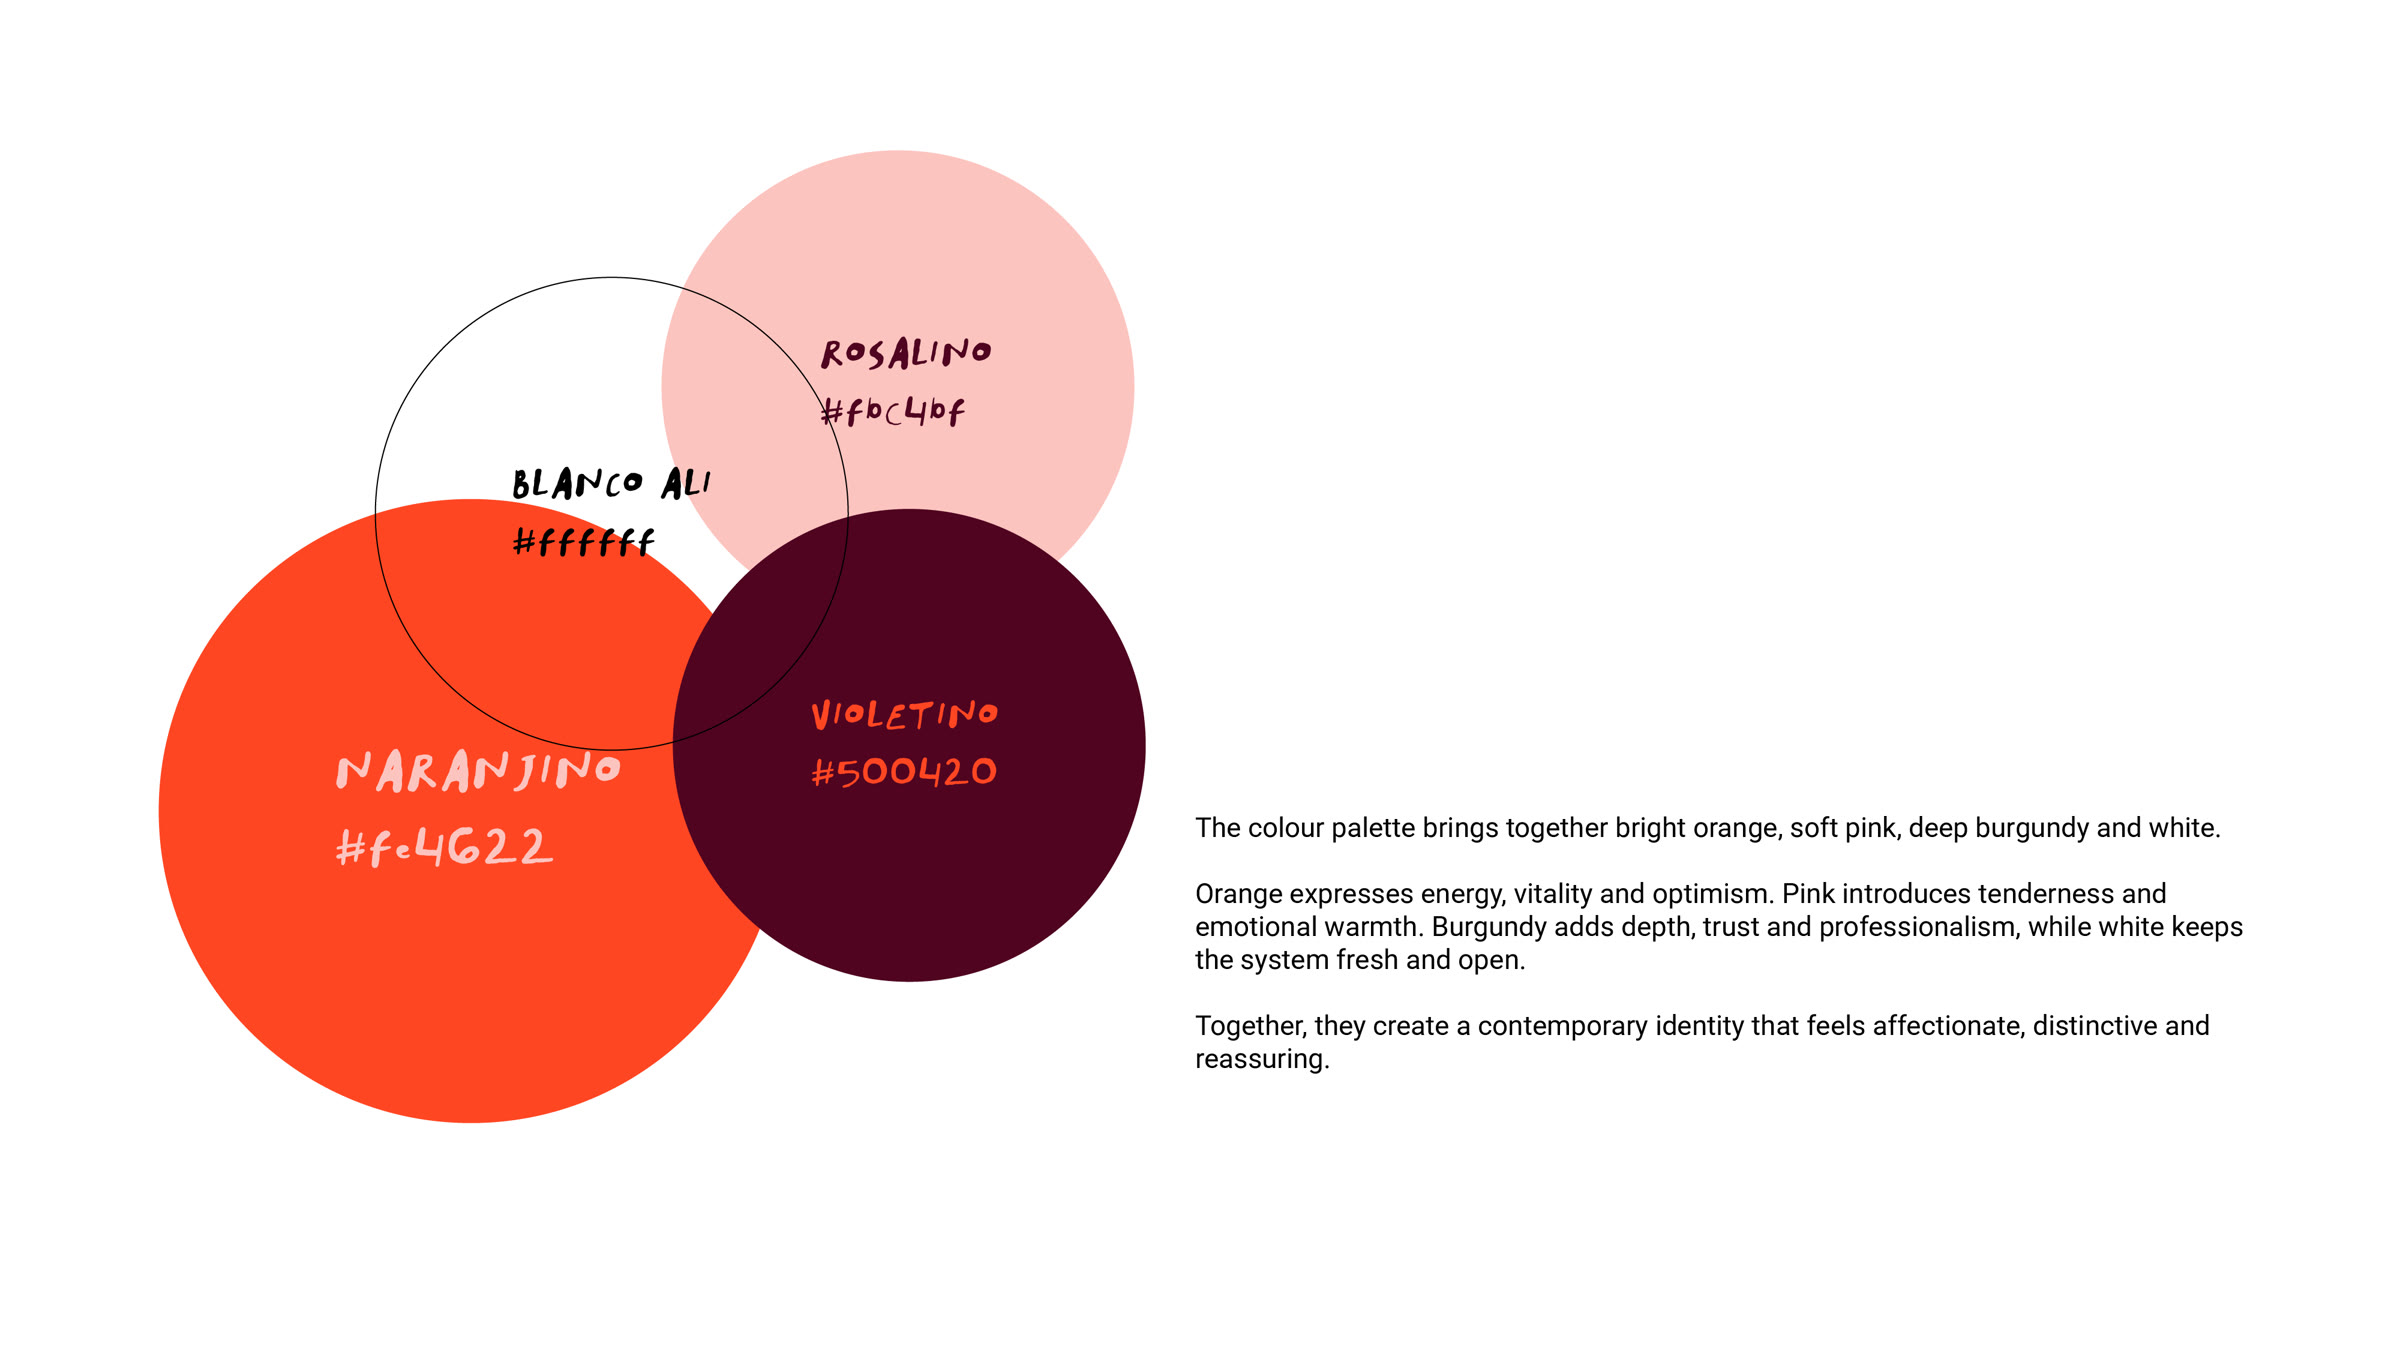 ROSALINO
#fbc4bf
BLANCO ALI
#ffffff
VIOLETINO
#500420
NARANJINO
#fe4622
The colour palette brings together bright orange, soft pink, deep burgundy and white.
Orange expresses energy, vitality and optimism. Pink introduces tenderness and
emotional warmth. Burgundy adds depth, trust and professionalism, while white keeps
the system fresh and open.
Together, they create a contemporary identity that feels affectionate, distinctive and
reassuring.